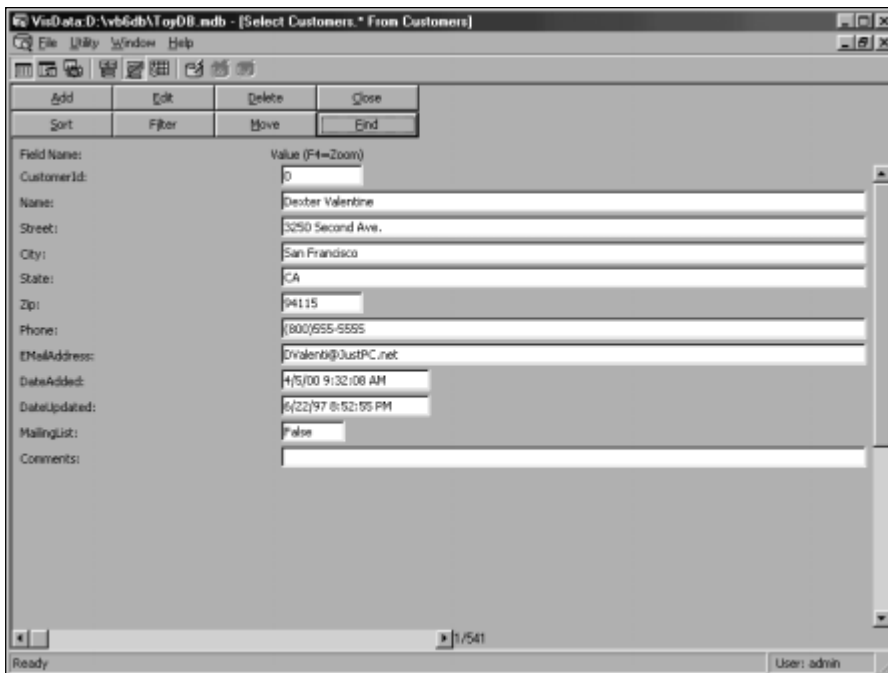 VisData:D:\vb6db\ToyDB.mdb - [Select Customers.* From Customers]
File Utility Window Help
Add Edit Delete Close
Sort Filter Move Find
Field Name: Value (F4=Zoom)
CustomerId: 0
Name: Dexter Valentine
Street: 3250 Second Ave.
City: San Francisco
State: CA
Zip: 94115
Phone: (800)555-5555
EMailAddress: DValenti@JustPC.net
DateAdded: 4/5/00 9:32:08 AM
DateUpdated: 6/22/97 8:52:55 PM
MailingList: False
Comments:
1/541
Ready User: admin